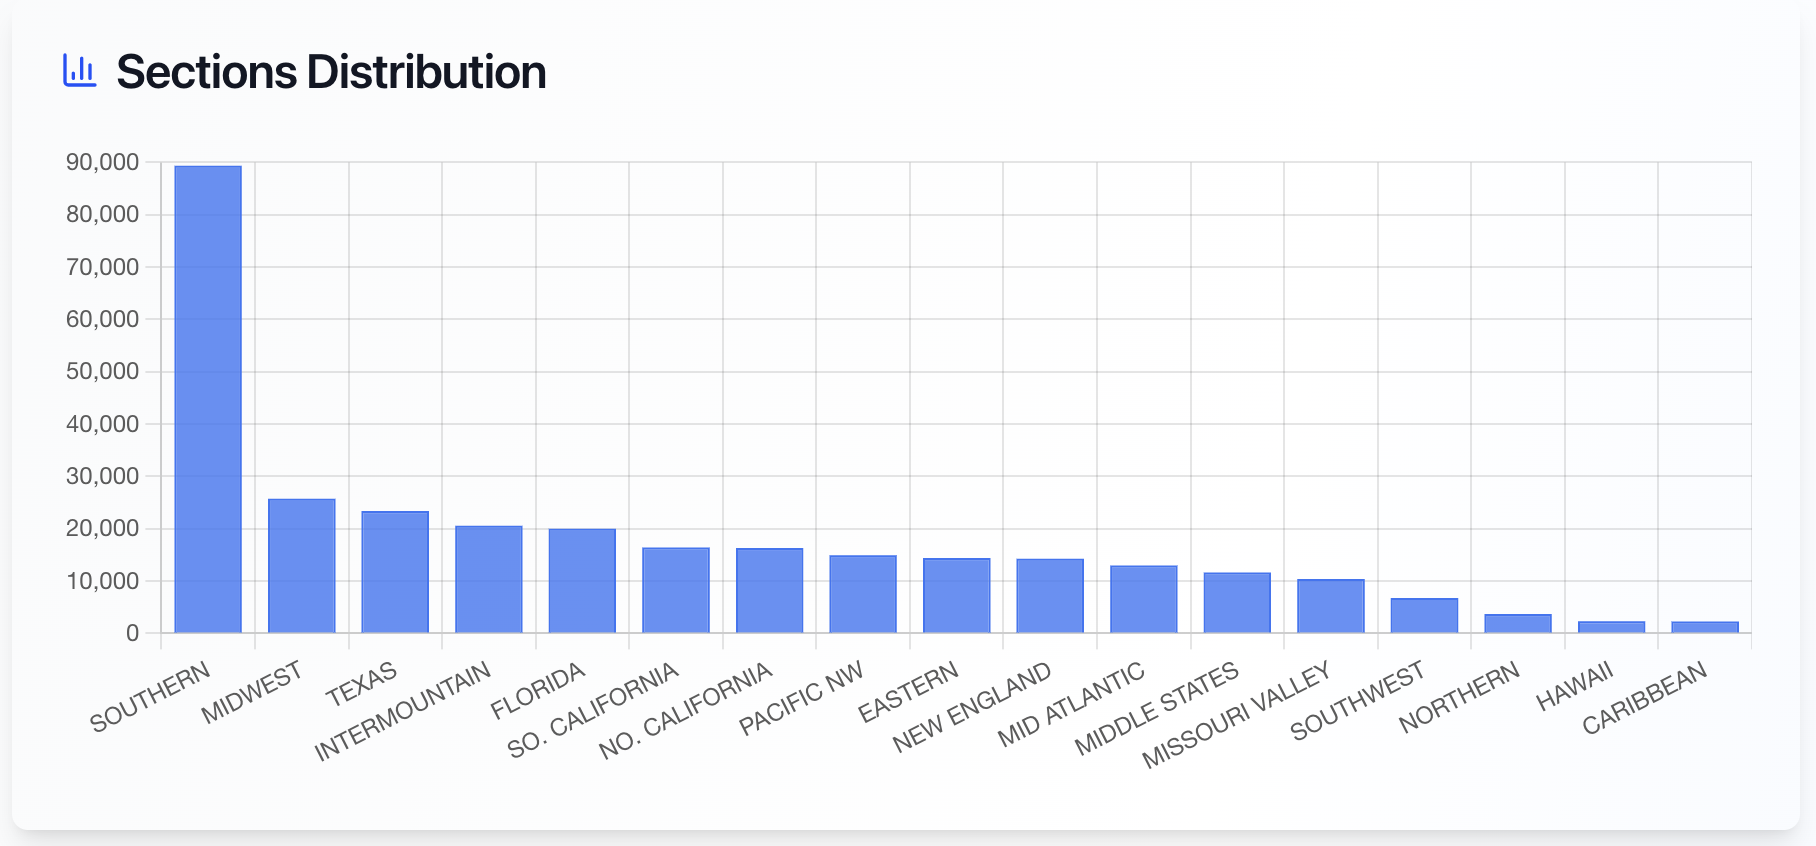 Sections Distribution
90,000
80,000
70,000
60,000
50,000
40,000
30,000
20,000
10,000
0
SOUTHERN
MIDWEST
TEXAS
INTERMOUNTAIN
FLORIDA
SO. CALIFORNIA
NO. CALIFORNIA
PACIFIC NW
EASTERN
NEW ENGLAND
MID ATLANTIC
MIDDLE STATES
MISSOURI VALLEY
SOUTHWEST
NORTHERN
HAWAII
CARIBBEAN